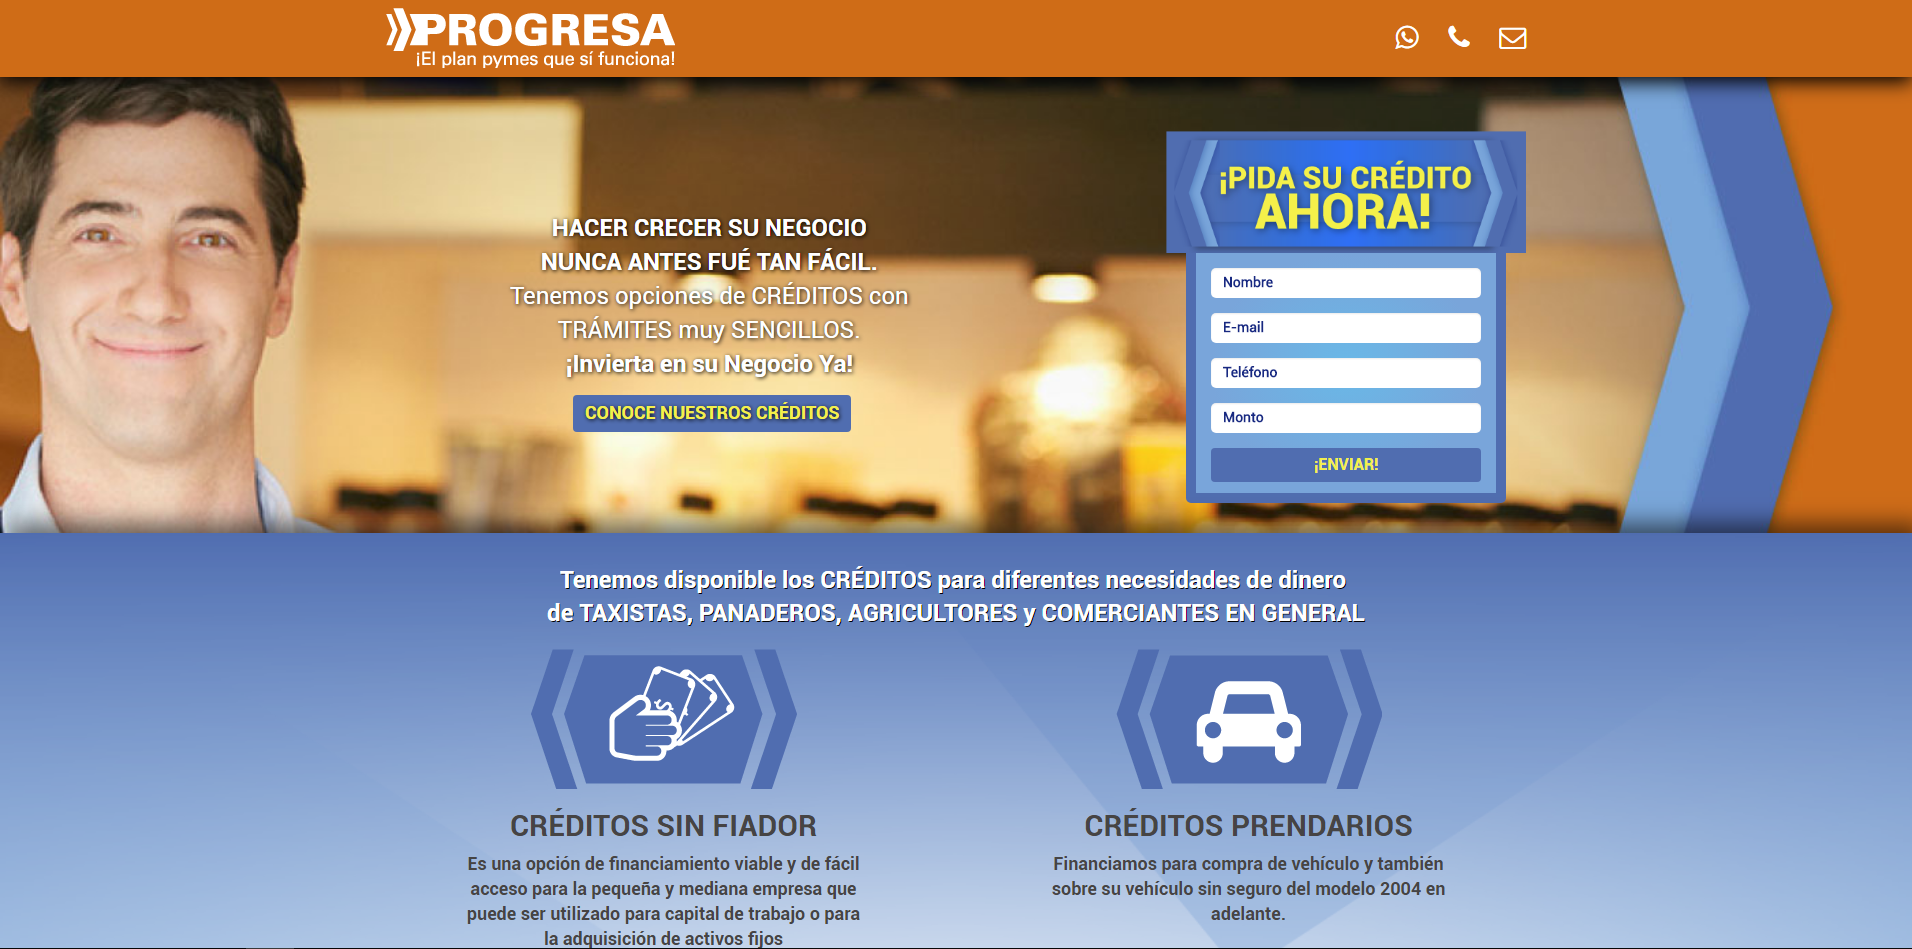 PROGRESA
¡El plan pymes que sí funciona!
HACER CRECER SU NEGOCIO
NUNCA ANTES FUÉ TAN FÁCIL.
Tenemos opciones de CRÉDITOS con
TRÁMITES muy SENCILLOS.
¡Invierta en su Negocio Ya!
CONOCE NUESTROS CRÉDITOS
¡PIDA SU CRÉDITO
AHORA!
Nombre
E-mail
Teléfono
Monto
¡ENVIAR!
Tenemos disponible los CRÉDITOS para diferentes necesidades de dinero
de TAXISTAS, PANADEROS, AGRICULTORES y COMERCIANTES EN GENERAL
CRÉDITOS SIN FIADOR
Es una opción de financiamiento viable y de fácil
acceso para la pequeña y mediana empresa que
puede ser utilizado para capital de trabajo o para
la adquisición de activos fijos
CRÉDITOS PRENDARIOS
Financiamos para compra de vehículo y también
sobre su vehículo sin seguro del modelo 2004 en
adelante.